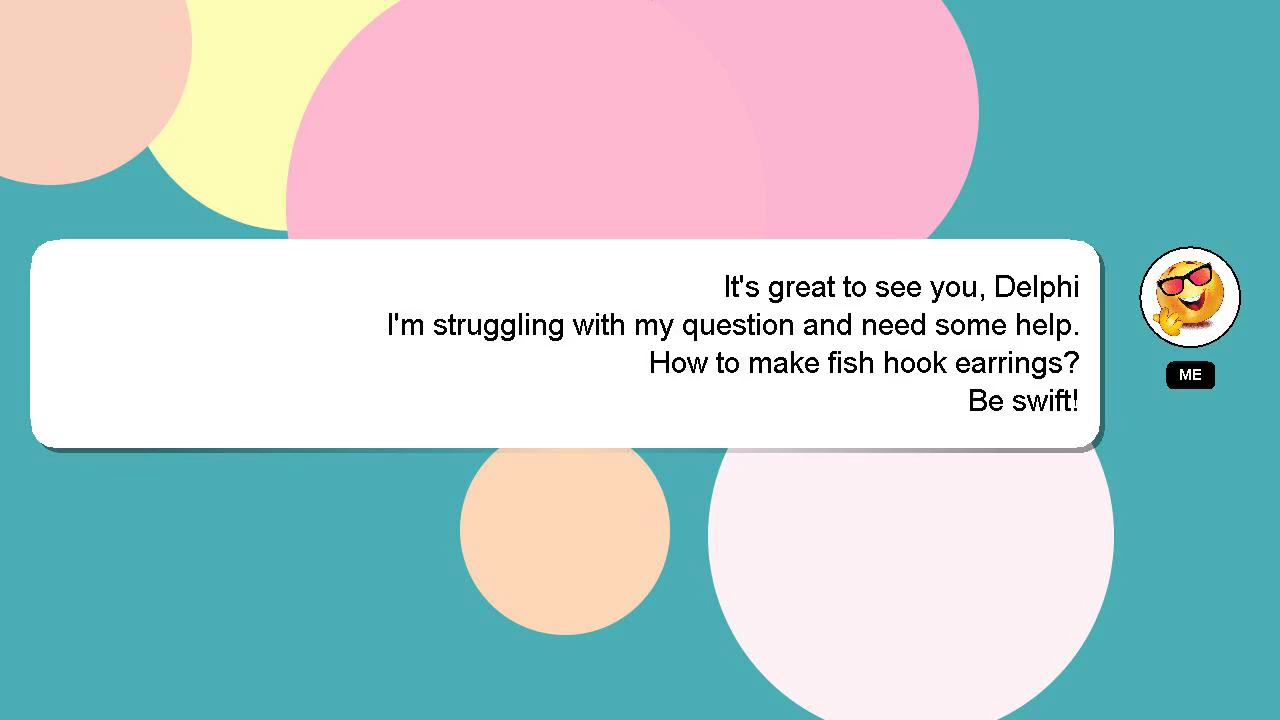 It's great to see you, Delphi
I'm struggling with my question and need some help.
How to make fish hook earrings?
Be swift!
ME